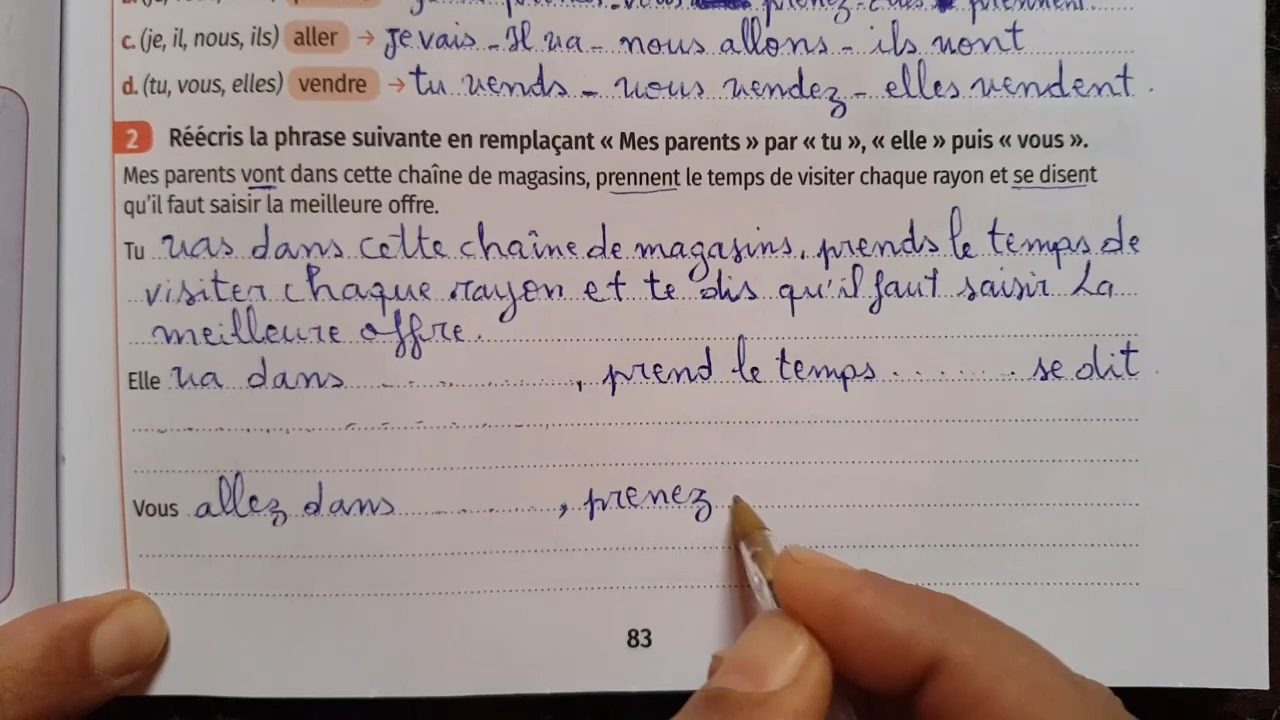 prenez - prennent.
c. (je, il, nous, ils) aller → je vais - Il va - nous allons - ils vont
d. (tu, vous, elles) vendre → tu vends - vous vendez - elles vendent.
2 Réécris la phrase suivante en remplaçant « Mes parents » par « tu », « elle » puis « vous ».
Mes parents vont dans cette chaîne de magasins, prennent le temps de visiter chaque rayon et se disent
qu'il faut saisir la meilleure offre.
Tu vas dans cette chaîne de magasins, prends le temps de
visiter chaque rayon et te dis qu'il faut saisir la
meilleure offre.
Elle va dans ............, prend le temps ........ se dit
Vous allez dans ............, prenez
83